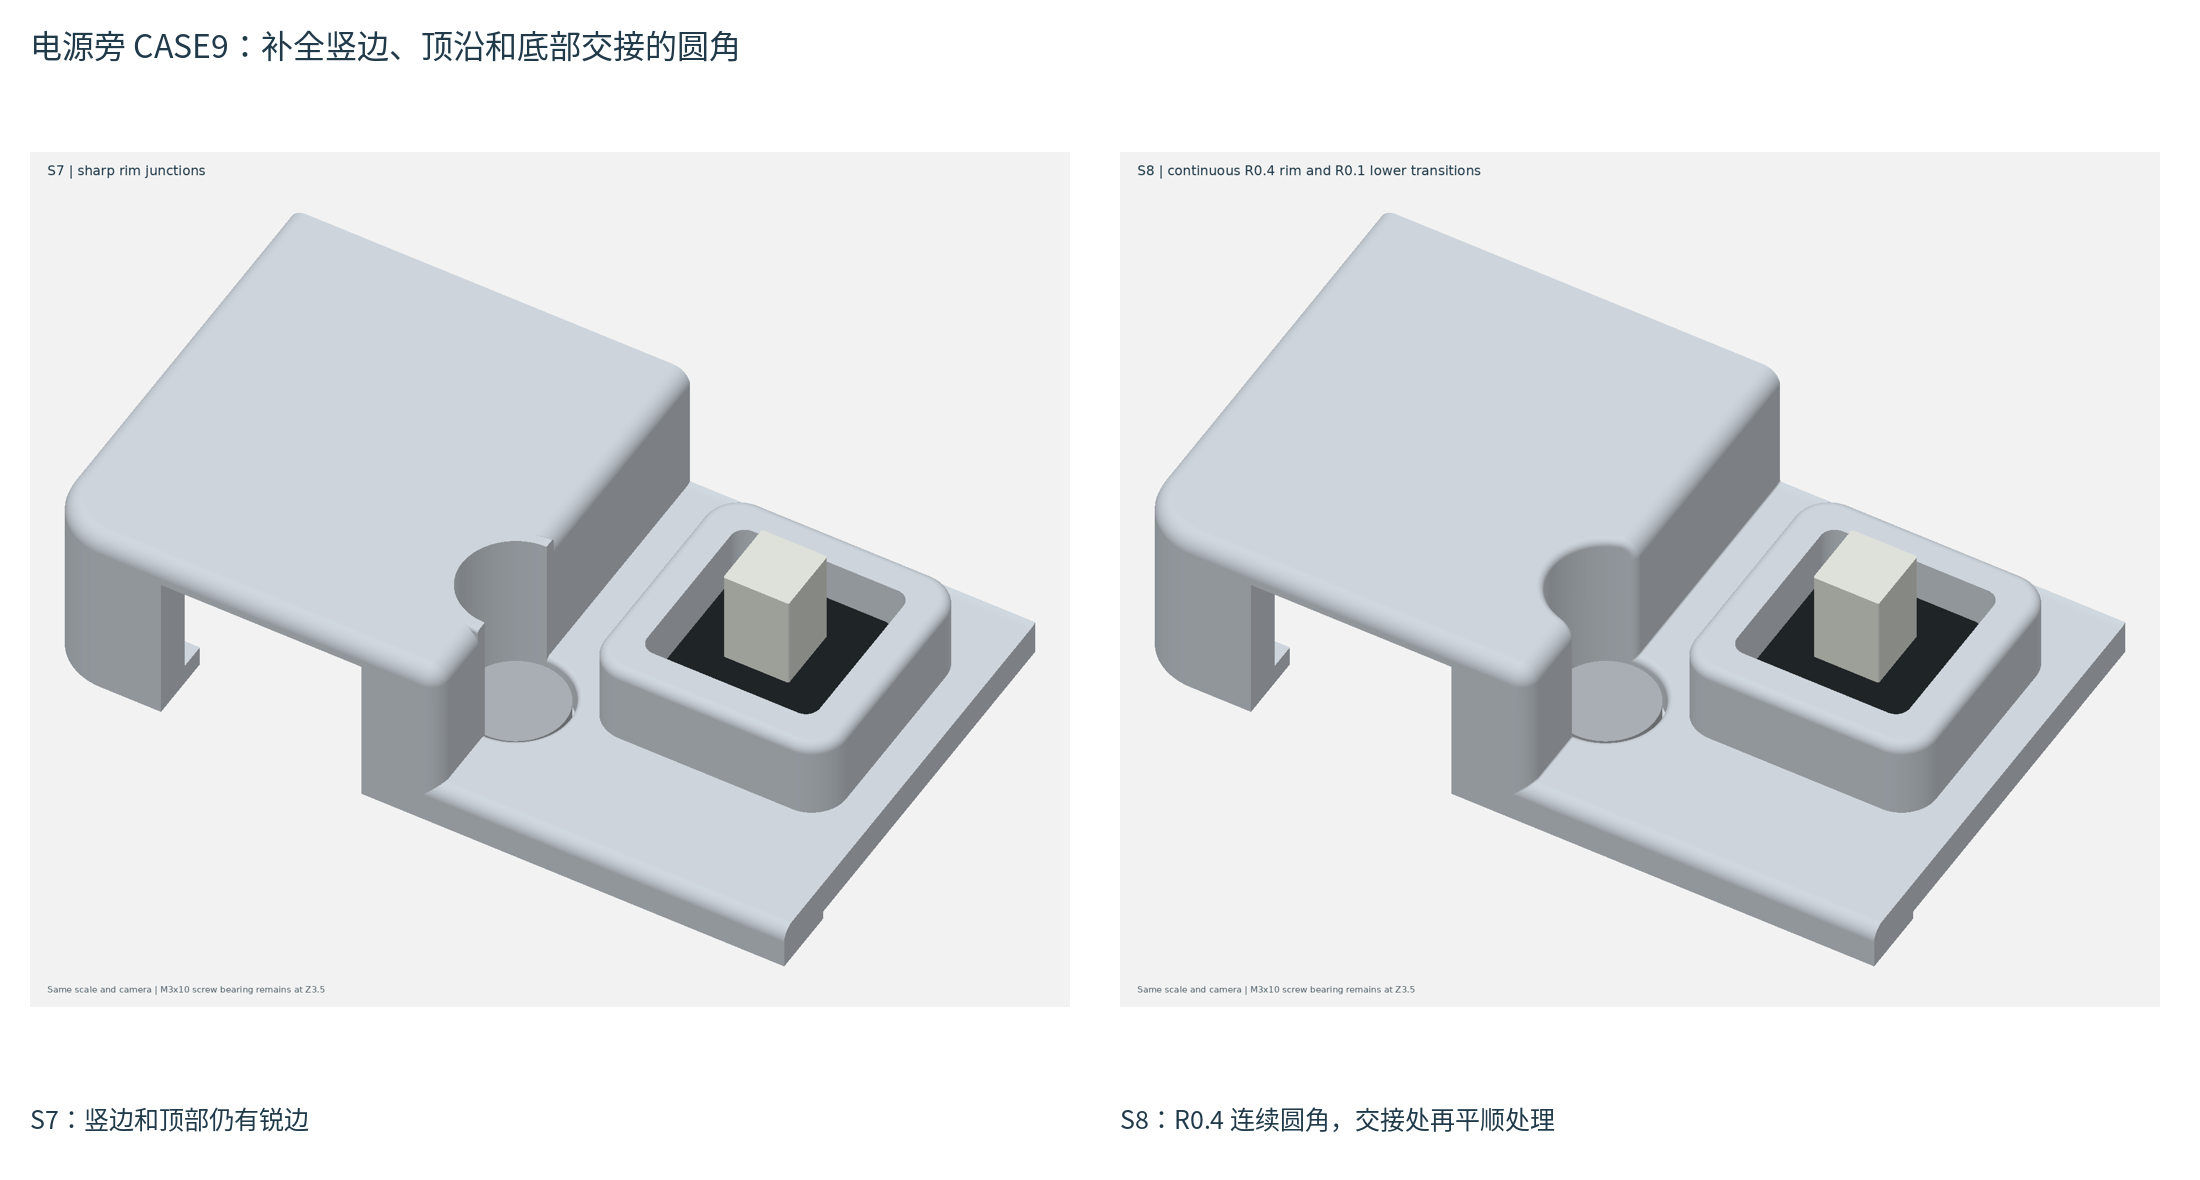 电源旁 CASE9：补全竖边、顶沿和底部交接的圆角
S7 | sharp rim junctions
S8 | continuous R0.4 rim and R0.1 lower transitions
Same scale and camera | M3x10 screw bearing remains at Z3.5
Same scale and camera | M3x10 screw bearing remains at Z3.5
S7：竖边和顶部仍有锐边
S8：R0.4 连续圆角，交接处再平顺处理